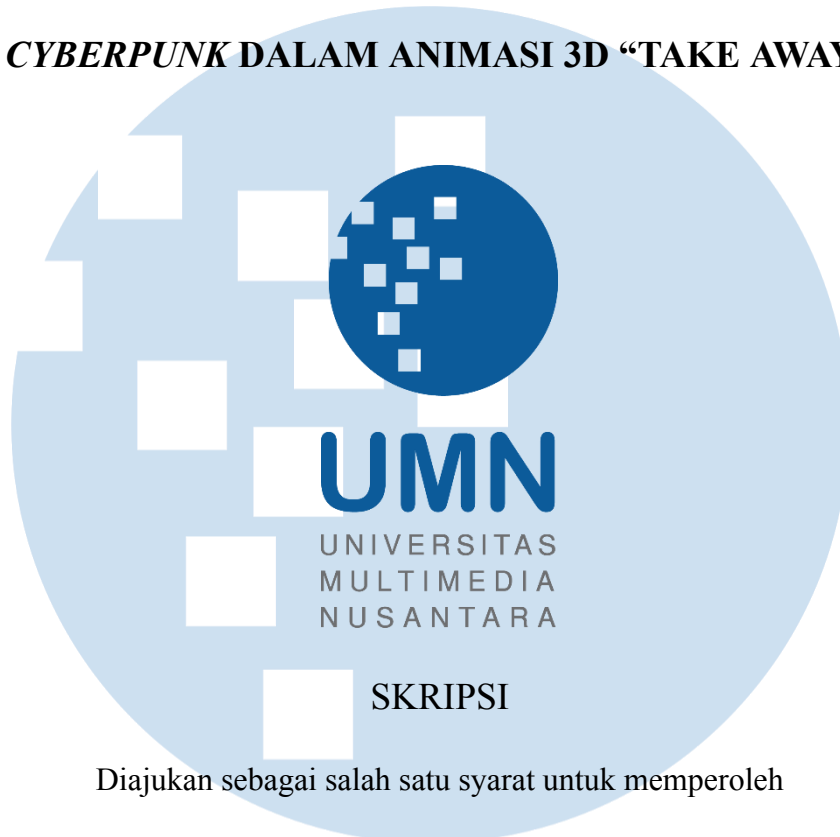 CYBERPUNK DALAM ANIMASI 3D “TAKE AWAY
UMN
UNIVERSITAS
MULTIMEDIA
NUSANTARA
SKRIPSI
Diajukan sebagai salah satu syarat untuk memperoleh